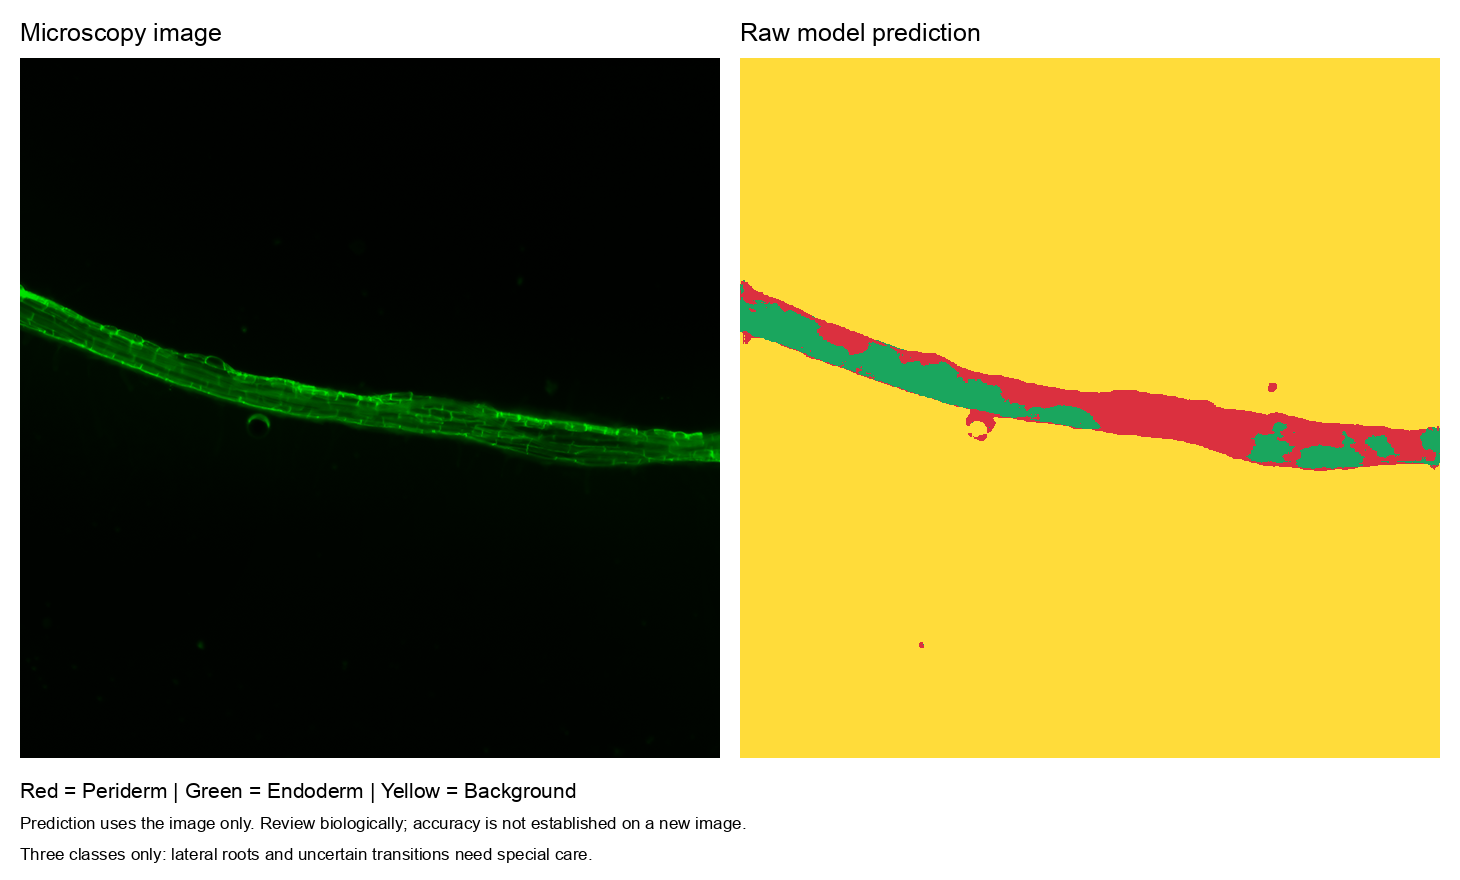 Microscopy image
Raw model prediction
Red = Periderm | Green = Endoderm | Yellow = Background
Prediction uses the image only. Review biologically; accuracy is not established on a new image.
Three classes only: lateral roots and uncertain transitions need special care.